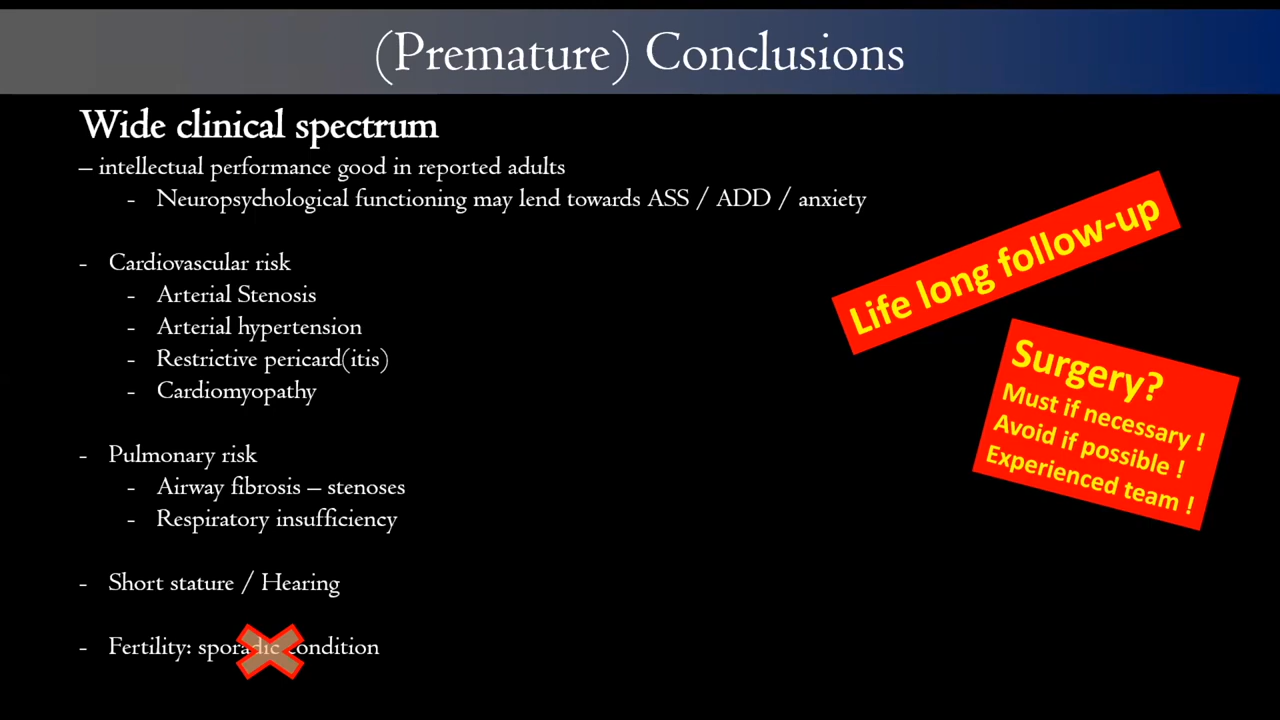 (Premature) Conclusions
Wide clinical spectrum
– intellectual performance good in reported adults
- Neuropsychological functioning may lend towards ASS / ADD / anxiety
- Cardiovascular risk
- Arterial Stenosis
- Arterial hypertension
- Restrictive pericard(itis)
- Cardiomyopathy
- Pulmonary risk
- Airway fibrosis – stenoses
- Respiratory insufficiency
- Short stature / Hearing
- Fertility: sporadic condition
Life long follow-up
Surgery?
Must if necessary !
Avoid if possible !
Experienced team !